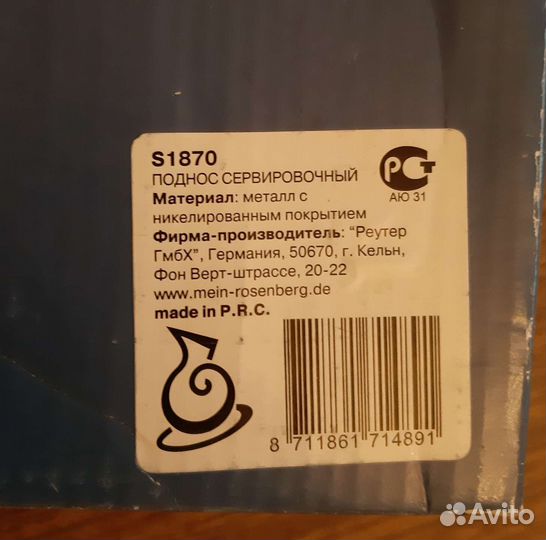 S1870
ПОДНОС СЕРВИРОВОЧНЫЙ
Материал: металл с
никелированным покрытием
Фирма-производитель: "Реутер
ГмбХ", Германия, 50670, г. Кельн,
Фон Верт-штрассе, 20-22
www.mein-rosenberg.de
made in P.R.C.
РСТ
АЮ 31
8 711861 714891
Avito